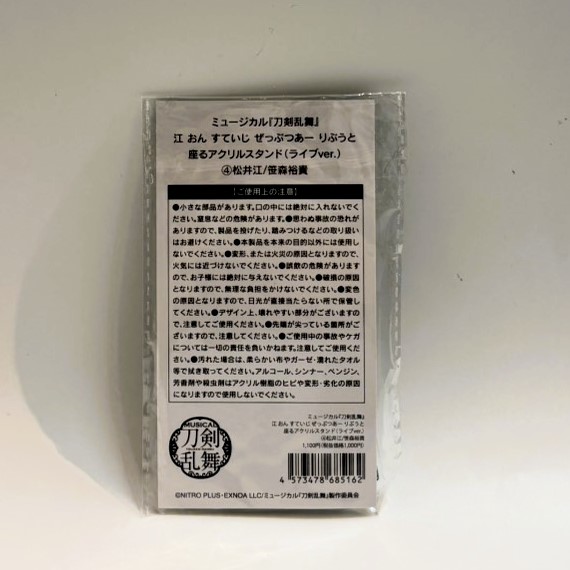 ミュージカル『刀剣乱舞』
江 おん すていじ ぜっぷつあー りぶうと
座るアクリルスタンド(ライブver.)
④松井江/笹森裕貴
【ご使用上の注意】
●小さな部品があります。口の中には絶対に入れないでく
ださい。窒息などの危険があります。●思わぬ事故の恐れが
ありますので、製品を投げたり、踏みつけるなどの取り扱い
はお避けください。●本製品を本来の目的以外には使用し
ないでください。●変形、または火災の原因となりますので、
火気には近づけないでください。●誤飲の危険があります
ので、お子様には絶対に与えないでください。●破損の原因
となりますので、無理な負担をかけないでください。●変色
の原因となりますので、日光が直接当たらない所で保管し
てください。●デザイン上、壊れやすい部分がございますの
で、注意してご使用ください。●先端が尖っている箇所がご
ざいますので、注意してください。●ご使用中の事故やケガ
については一切の責任を負いかねます。注意してご使用くだ
さい。●汚れた場合は、柔らかい布やガーゼ・濡れたタオル
等で拭き取ってください。アルコール、シンナー、ベンジン、
芳香剤や殺虫剤はアクリル樹脂のヒビや変形・劣化の原因
になりますので使用しないでください。
ミュージカル『刀剣乱舞』
江 おん すていじ ぜっぷつあー りぶうと
座るアクリルスタンド(ライブver.)
④松井江/笹森裕貴
1,100円(税抜価格1,000円)
MUSICAL
刀剣
乱舞
4 573478 685162
©NITRO PLUS・EXNOA LLC/ミュージカル『刀剣乱舞』製作委員会